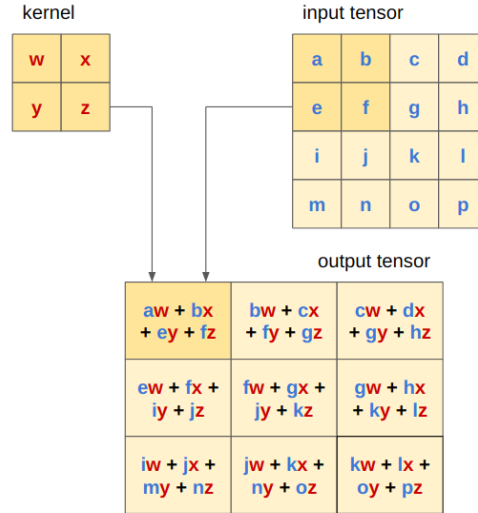 kernel
input tensor
w x
y z
a b c d
e f g h
i j k l
m n o p
output tensor
aw + bx
+ ey + fz
bw + cx
+ fy + gz
cw + dx
+ gy + hz
ew + fx +
iy + jz
fw + gx +
jy + kz
gw + hx
+ ky + lz
iw + jx +
my + nz
jw + kx +
ny + oz
kw + lx +
oy + pz